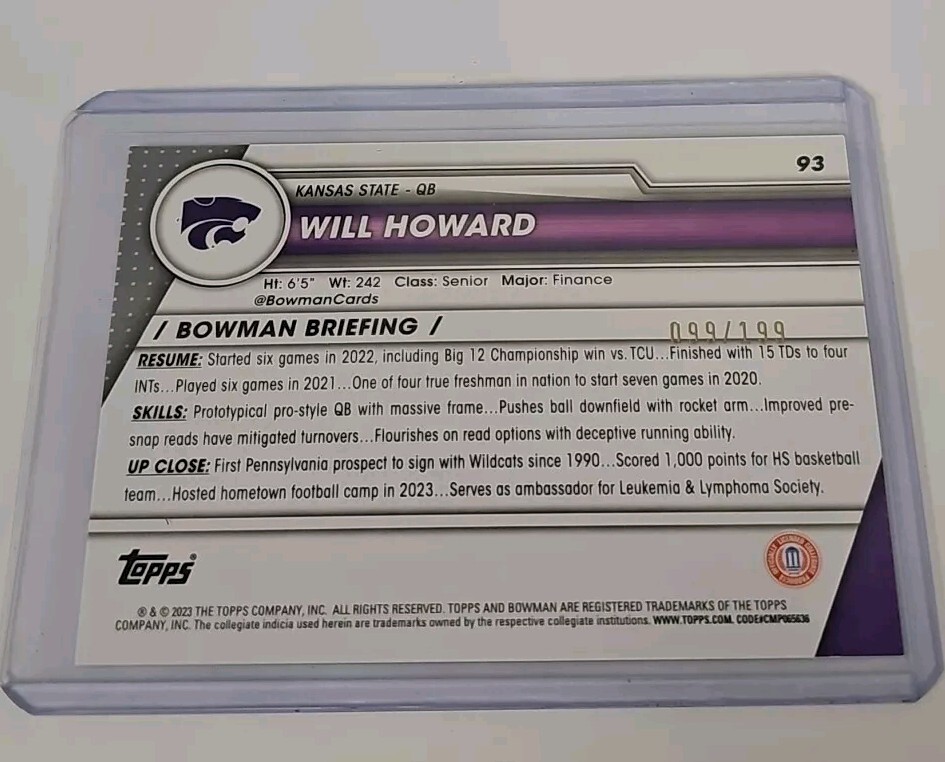 93
KANSAS STATE - QB
WILL HOWARD
Ht: 6'5" Wt: 242 Class: Senior Major: Finance
@BowmanCards
/ BOWMAN BRIEFING /
099/199
RESUME: Started six games in 2022, including Big 12 Championship win vs. TCU...Finished with 15 TDs to four
INTs...Played six games in 2021...One of four true freshman in nation to start seven games in 2020.
SKILLS: Prototypical pro-style QB with massive frame...Pushes ball downfield with rocket arm...Improved pre-
snap reads have mitigated turnovers...Flourishes on read options with deceptive running ability.
UP CLOSE: First Pennsylvania prospect to sign with Wildcats since 1990...Scored 1,000 points for HS basketball
team...Hosted hometown football camp in 2023...Serves as ambassador for Leukemia & Lymphoma Society.
Topps®
OFFICIALLY LICENSED COLLEGIATE PRODUCTS
® & © 2023 THE TOPPS COMPANY, INC. ALL RIGHTS RESERVED. TOPPS AND BOWMAN ARE REGISTERED TRADEMARKS OF THE TOPPS
COMPANY, INC. The collegiate indicia used herein are trademarks owned by the respective collegiate institutions. WWW.TOPPS.COM. CODE#CMP065636